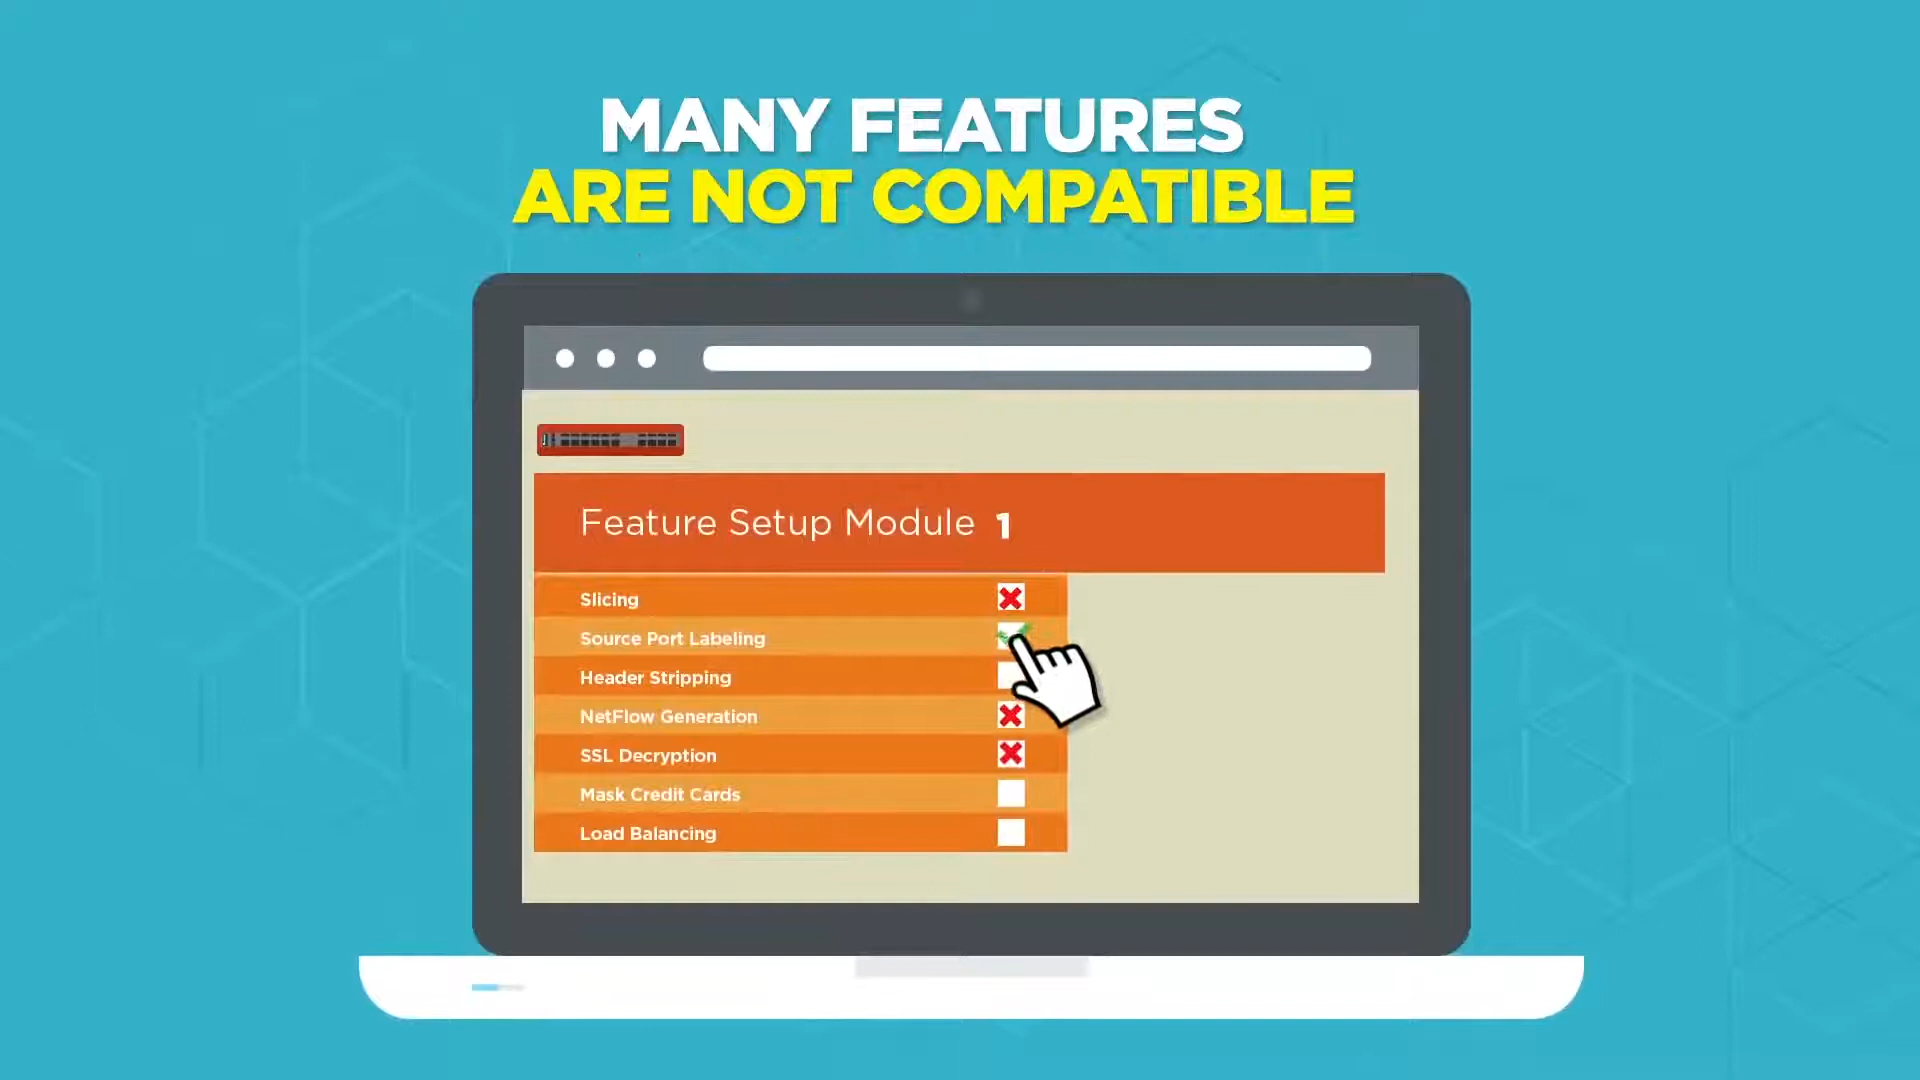 MANY FEATURES
ARE NOT COMPATIBLE
Feature Setup Module 1
Slicing
Source Port Labeling
Header Stripping
NetFlow Generation
SSL Decryption
Mask Credit Cards
Load Balancing